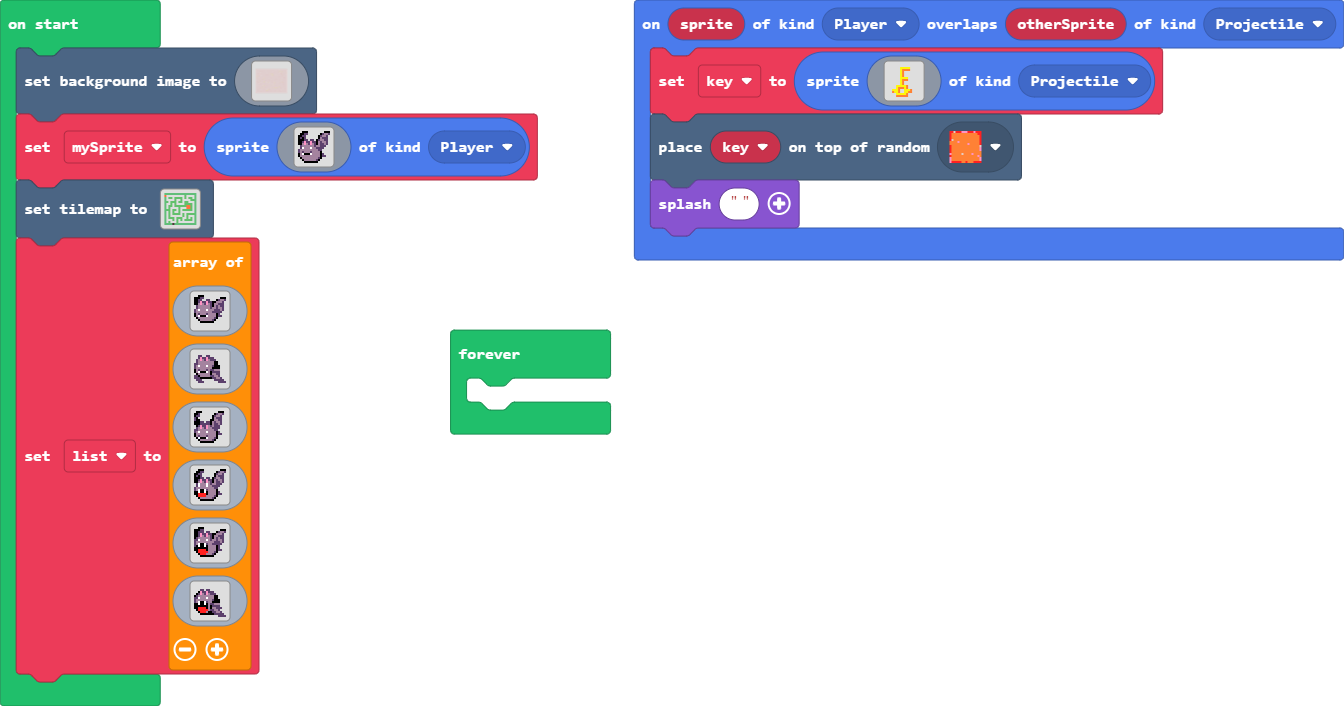 on start
set background image to
set mySprite to sprite of kind Player
set tilemap to
array of
set list to
forever
on sprite of kind Player overlaps otherSprite of kind Projectile
set key to sprite of kind Projectile
place key on top of random
splash " "